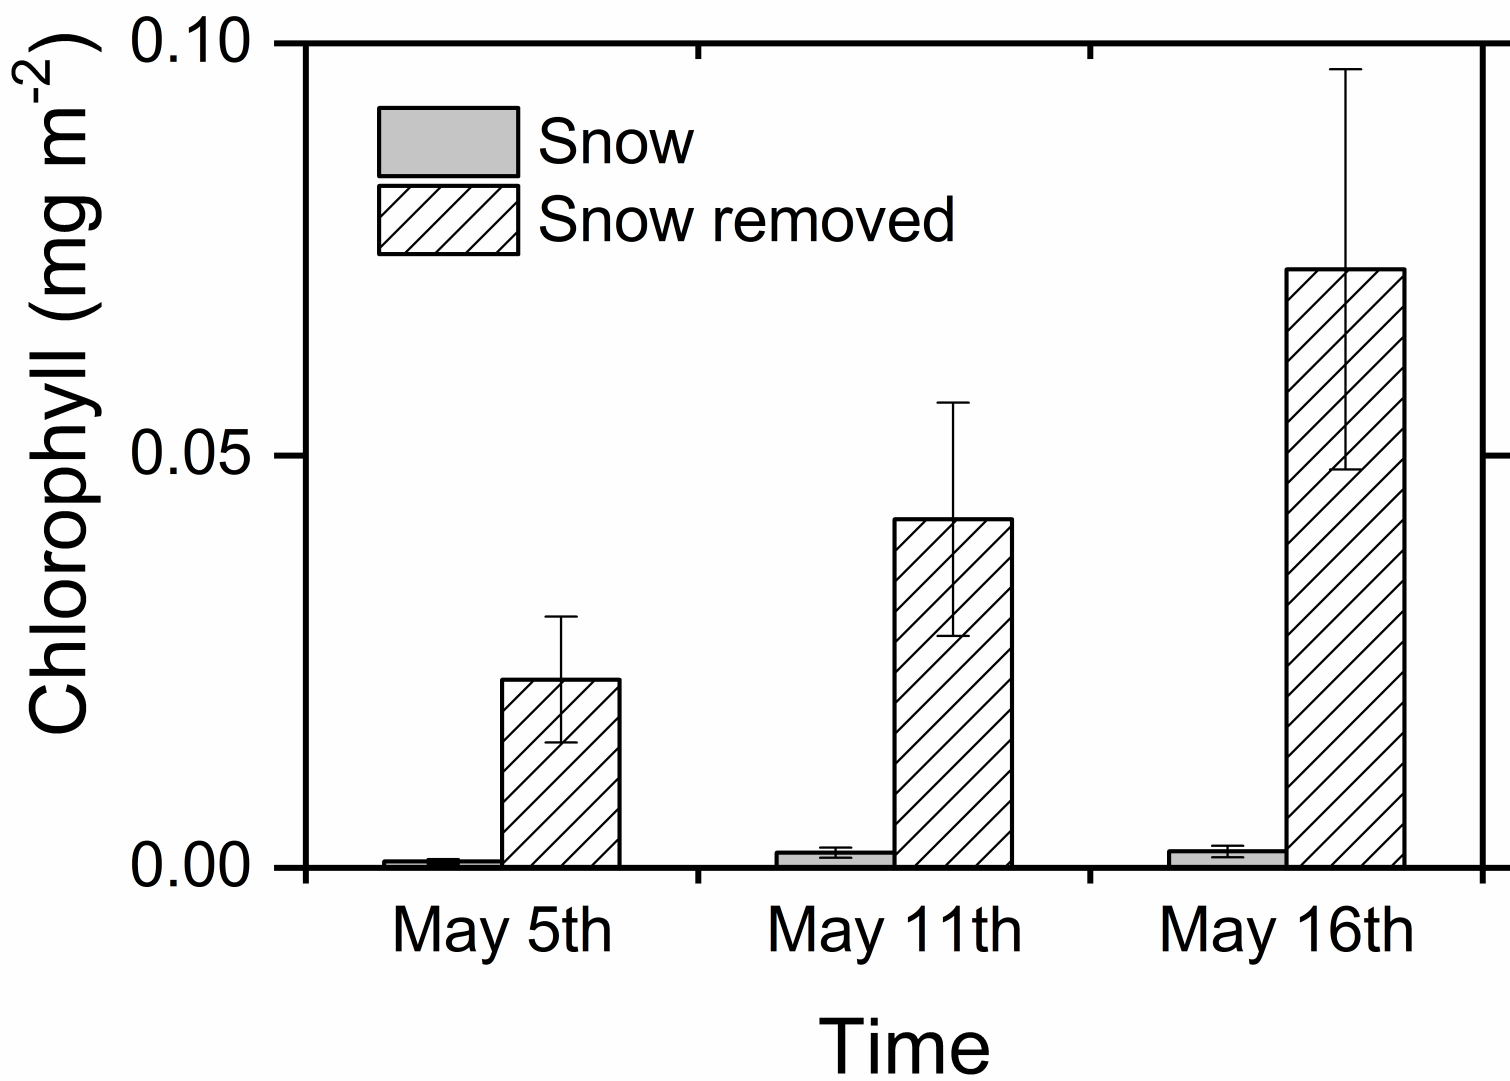 0.10
0.05
0.00
Chlorophyll (mg m⁻²)
Snow
Snow removed
May 5th
May 11th
May 16th
Time